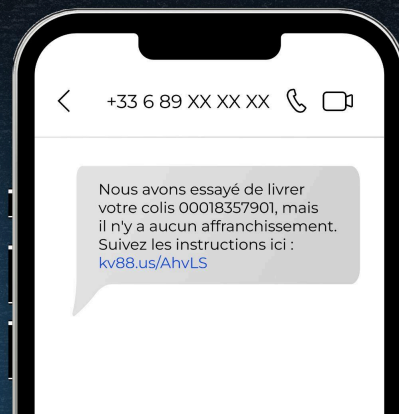 +33 6 89 XX XX XX
Nous avons essayé de livrer
votre colis 00018357901, mais
il n'y a aucun affranchissement.
Suivez les instructions ici :
kv88.us/AhvLS